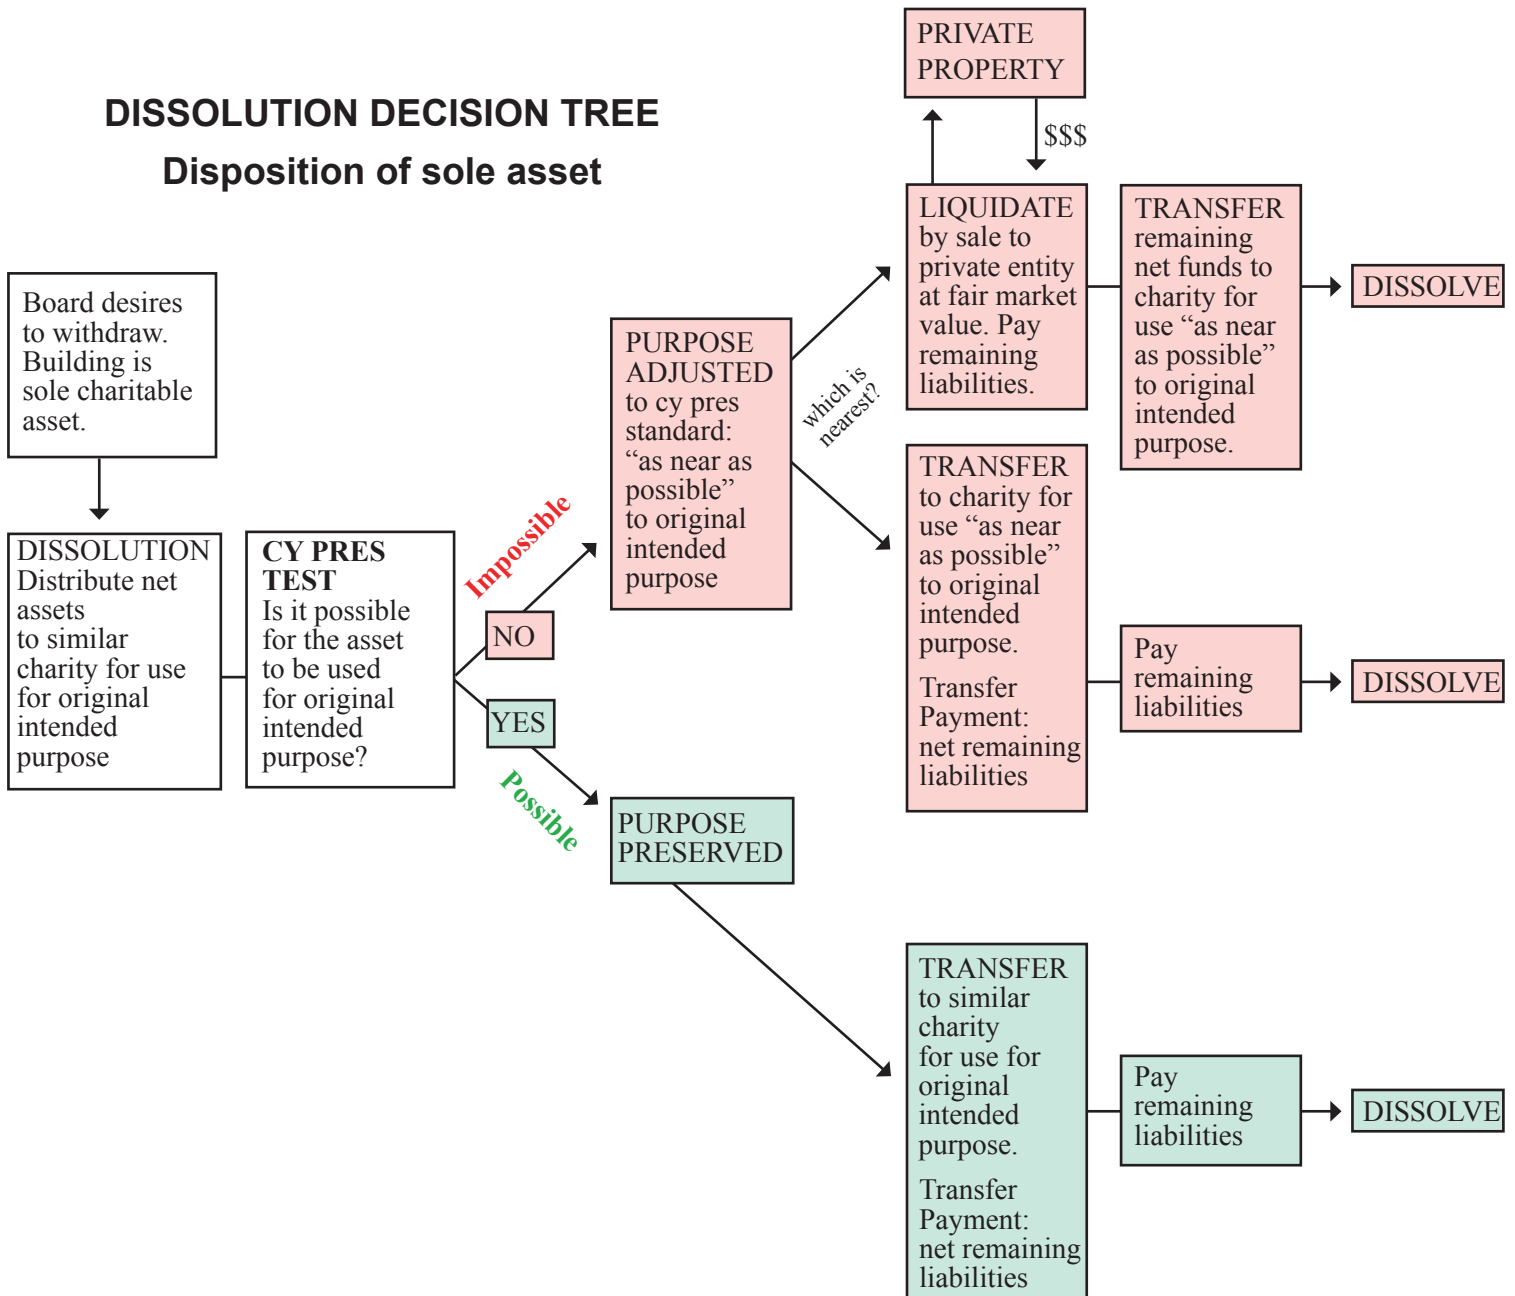 DISSOLUTION DECISION TREE
Disposition of sole asset
Board desires
to withdraw.
Building is
sole charitable
asset.
DISSOLUTION
Distribute net
assets
to similar
charity for use
for original
intended
purpose
CY PRES
TEST
Is it possible
for the asset
to be used
for original
intended
purpose?
Impossible
NO
YES
Possible
PURPOSE
ADJUSTED
to cy pres
standard:
“as near as
possible”
to original
intended
purpose
which is
nearest?
PRIVATE
PROPERTY
$$$
LIQUIDATE
by sale to
private entity
at fair market
value. Pay
remaining
liabilities.
TRANSFER
remaining
net funds to
charity for
use “as near
as possible”
to original
intended
purpose.
DISSOLVE
TRANSFER
to charity for
use “as near
as possible”
to original
intended
purpose.
Transfer
Payment:
net remaining
liabilities
Pay
remaining
liabilities
DISSOLVE
PURPOSE
PRESERVED
TRANSFER
to similar
charity
for use for
original
intended
purpose.
Transfer
Payment:
net remaining
liabilities
Pay
remaining
liabilities
DISSOLVE